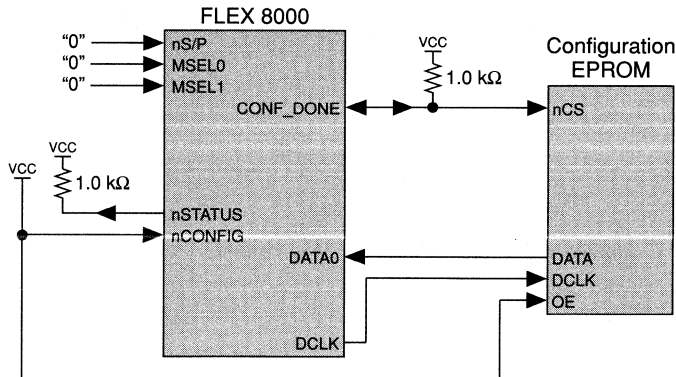 FLEX 8000
Configuration
EPROM
"0" nS/P
"0" MSEL0
"0" MSEL1
CONF_DONE
VCC
1.0 kΩ
nCS
VCC
VCC
1.0 kΩ
nSTATUS
nCONFIG
DATA0
DATA
DCLK
OE
DCLK